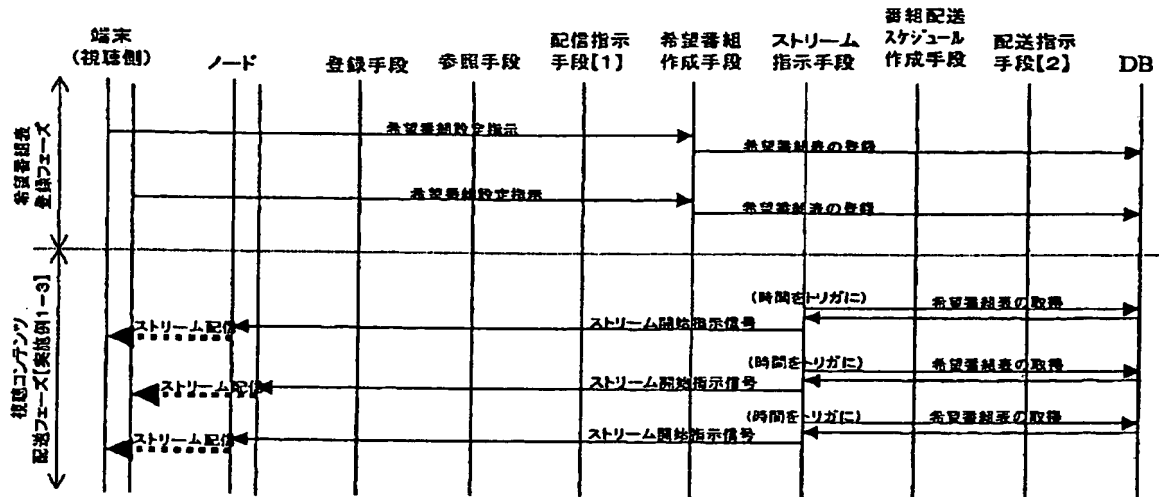 端末
(視聴側)
ノード
登録手段
参照手段
配信指示
手段【1】
希望番組
作成手段
ストリーム
指示手段
番組配送
スケジュール
作成手段
配送指示
手段【2】
DB
希望番組表
登録フェーズ
希望番組設定指示
希望番組表の登録
希望番組設定指示
希望番組表の登録
視聴コンテンツ
配送フェーズ【実施例1-3】
(時間をトリガに)
希望番組表の取得
ストリーム開始指示信号
ストリーム配信
(時間をトリガに)
希望番組表の取得
ストリーム開始指示信号
ストリーム配信
(時間をトリガに)
希望番組表の取得
ストリーム開始指示信号
ストリーム配信